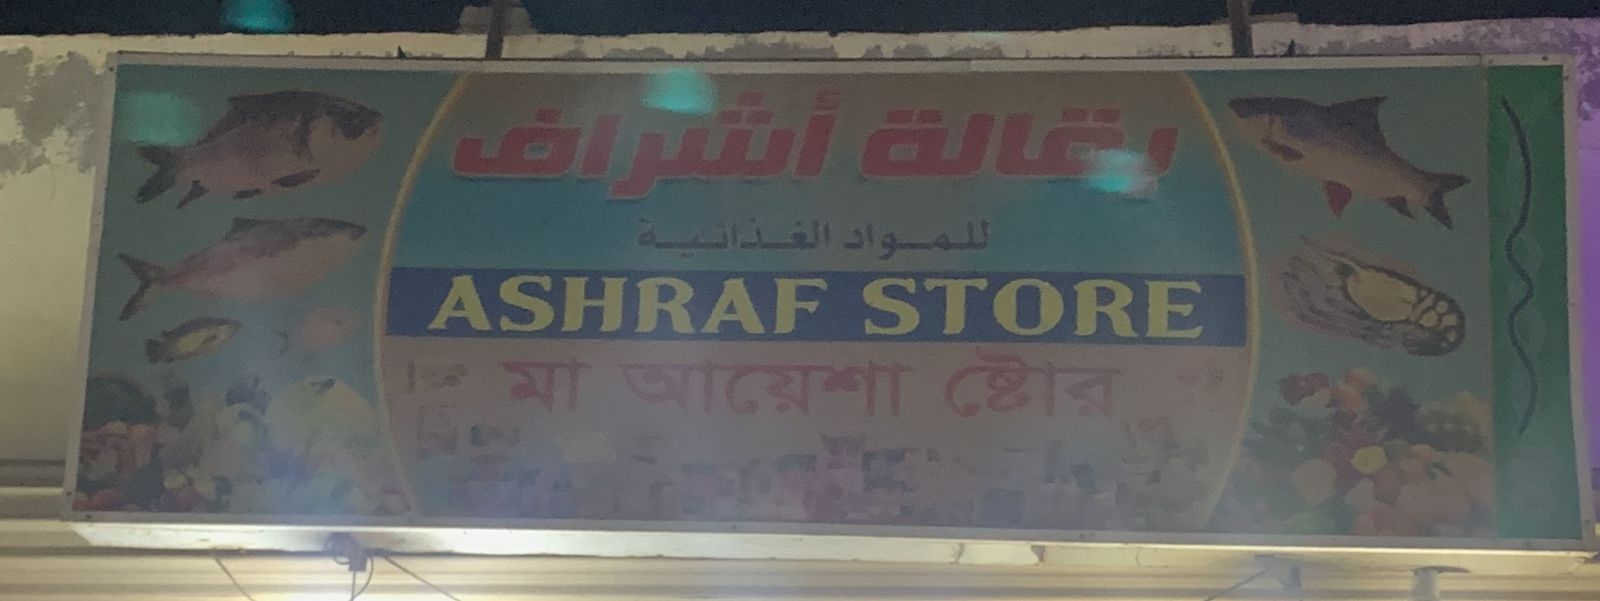 بقالة أشراف
للمواد الغذائية
ASHRAF STORE
মা আয়েশা ষ্টোর